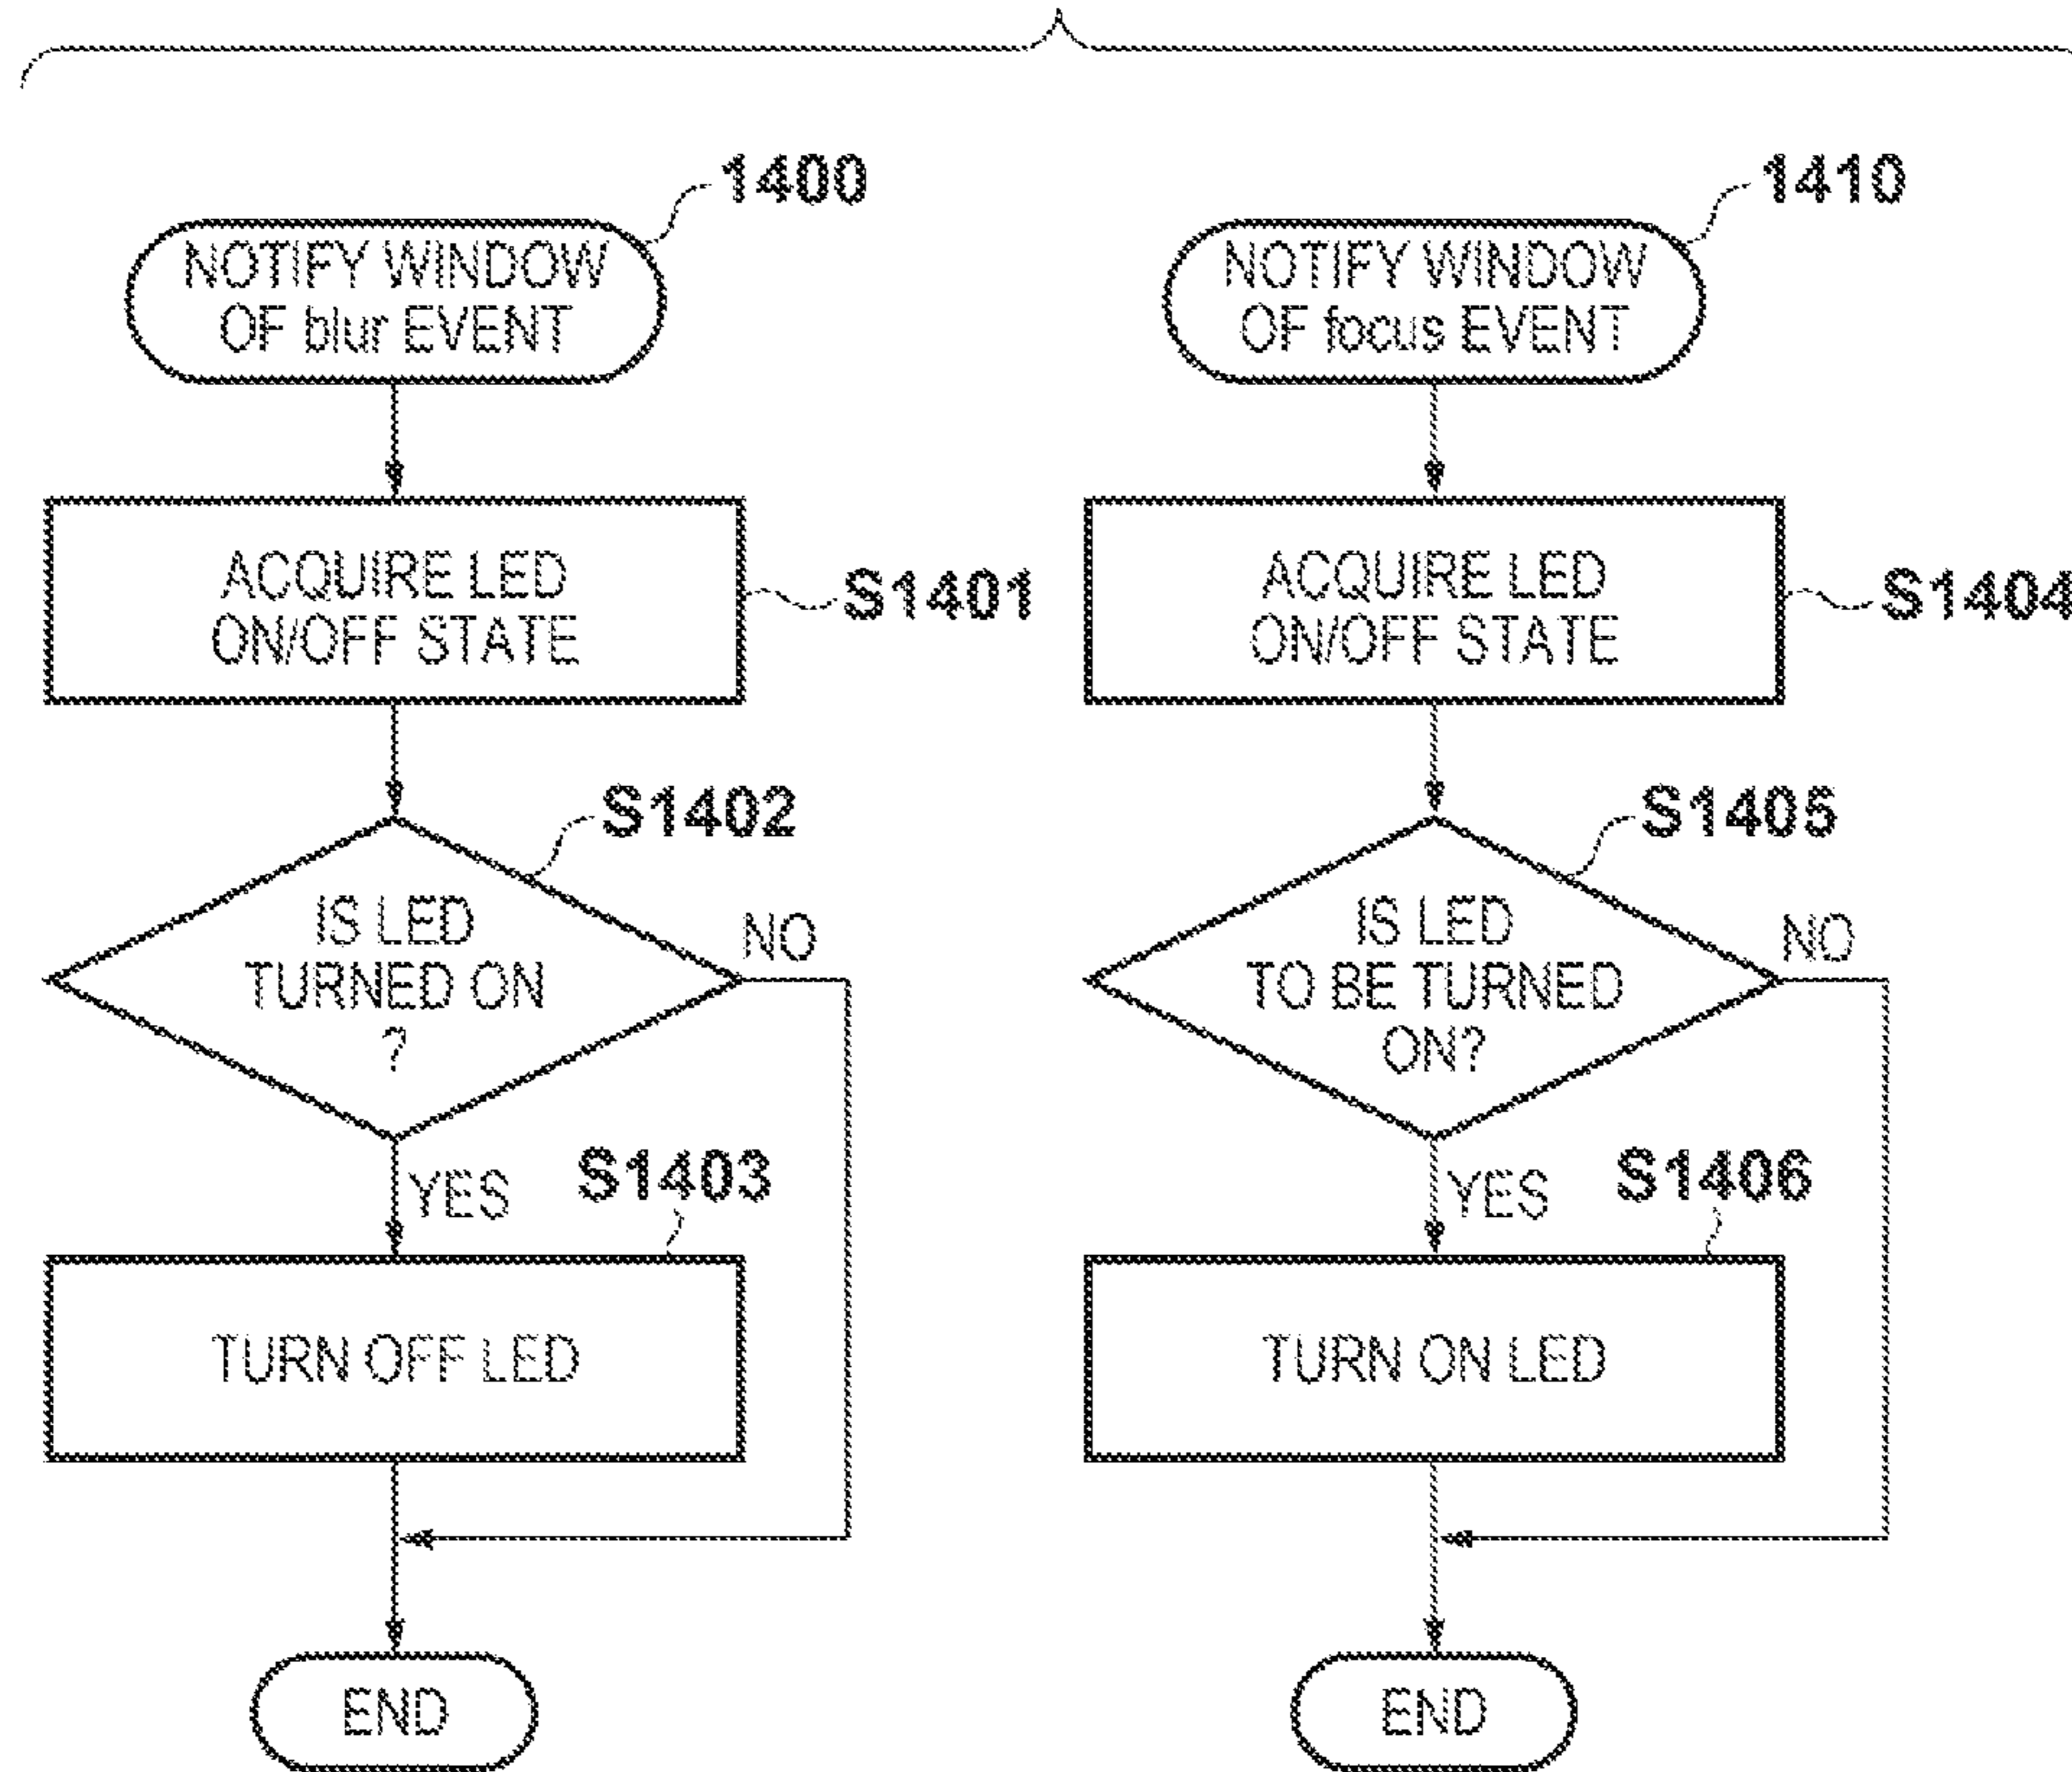 1400
NOTIFY WINDOW
OF blur EVENT
ACQUIRE LED
ON/OFF STATE
S1401
S1402
IS LED
TURNED ON
?
NO
YES
S1403
TURN OFF LED
END
1410
NOTIFY WINDOW
OF focus EVENT
ACQUIRE LED
ON/OFF STATE
S1404
S1405
IS LED
TO BE TURNED
ON?
NO
YES
S1406
TURN ON LED
END